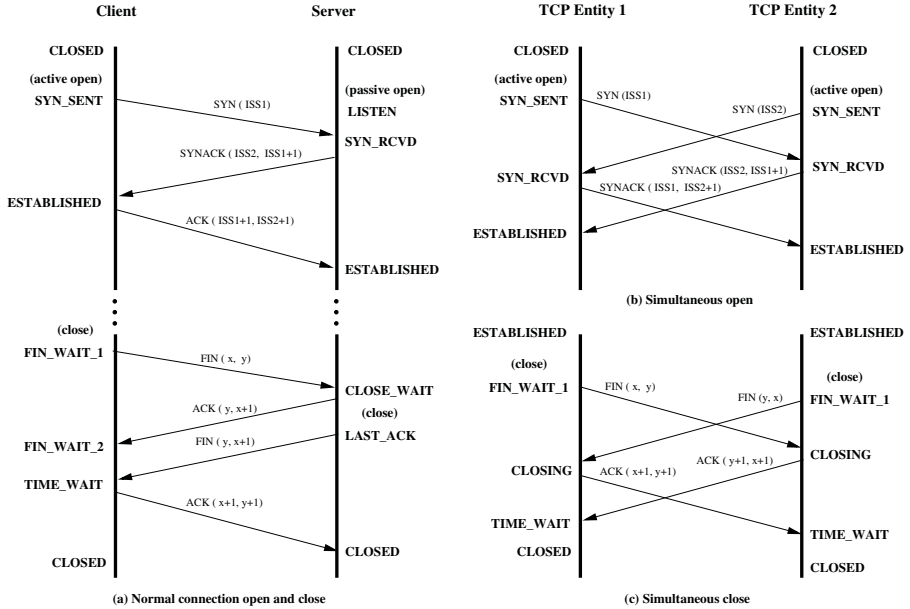 Client
Server
CLOSED
CLOSED
(active open)
SYN_SENT
SYN ( ISS1)
(passive open)
LISTEN
SYN_RCVD
SYNACK ( ISS2, ISS1+1)
ESTABLISHED
ACK ( ISS1+1, ISS2+1)
ESTABLISHED
(close)
FIN_WAIT_1
FIN ( x, y)
CLOSE_WAIT
ACK ( y, x+1)
(close)
FIN_WAIT_2
FIN ( y, x+1)
LAST_ACK
TIME_WAIT
ACK ( x+1, y+1)
CLOSED
CLOSED
(a) Normal connection open and close
TCP Entity 1
TCP Entity 2
CLOSED
CLOSED
(active open)
SYN_SENT
SYN (ISS1)
(active open)
SYN (ISS2)
SYN_SENT
SYN_RCVD
SYNACK (ISS2, ISS1+1)
SYN_RCVD
SYNACK (ISS1, ISS2+1)
ESTABLISHED
ESTABLISHED
(b) Simultaneous open
ESTABLISHED
ESTABLISHED
(close)
FIN_WAIT_1
FIN ( x, y)
(close)
FIN (y, x)
FIN_WAIT_1
CLOSING
ACK ( y+1, x+1)
CLOSING
ACK ( x+1, y+1)
TIME_WAIT
TIME_WAIT
CLOSED
CLOSED
(c) Simultaneous close